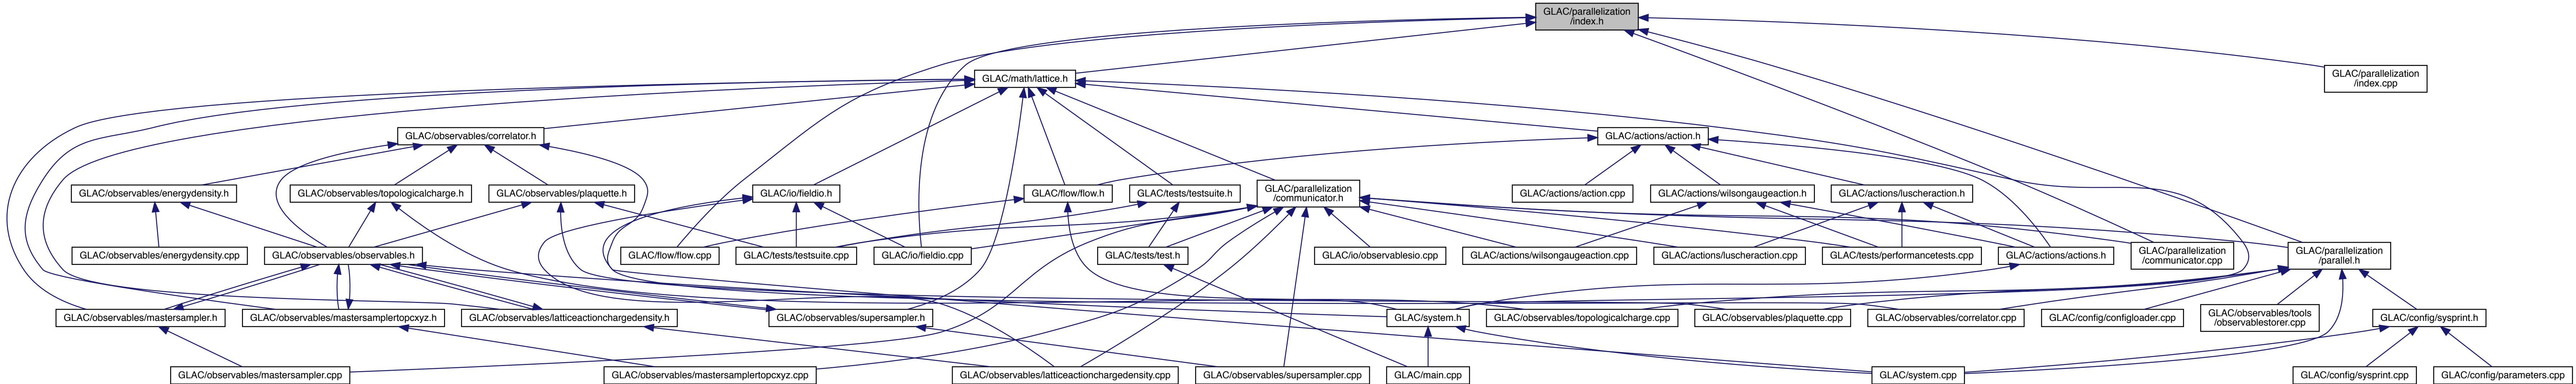 GLAC/parallelization
/index.h
GLAC/math/lattice.h
GLAC/parallelization
/index.cpp
GLAC/observables/correlator.h
GLAC/actions/action.h
GLAC/observables/energydensity.h
GLAC/observables/topologicalcharge.h
GLAC/observables/plaquette.h
GLAC/io/fieldio.h
GLAC/flow/flow.h
GLAC/tests/testsuite.h
GLAC/parallelization
/communicator.h
GLAC/actions/action.cpp
GLAC/actions/wilsongaugeaction.h
GLAC/actions/luscheraction.h
GLAC/observables/energydensity.cpp
GLAC/observables/observables.h
GLAC/flow/flow.cpp
GLAC/tests/testsuite.cpp
GLAC/io/fieldio.cpp
GLAC/tests/test.h
GLAC/io/observablesio.cpp
GLAC/actions/wilsongaugeaction.cpp
GLAC/actions/luscheraction.cpp
GLAC/tests/performancetests.cpp
GLAC/actions/actions.h
GLAC/parallelization
/communicator.cpp
GLAC/parallelization
/parallel.h
GLAC/observables/mastersampler.h
GLAC/observables/mastersamplertopcxyz.h
GLAC/observables/latticeactionchargedensity.h
GLAC/observables/supersampler.h
GLAC/system.h
GLAC/observables/topologicalcharge.cpp
GLAC/observables/plaquette.cpp
GLAC/observables/correlator.cpp
GLAC/config/configloader.cpp
GLAC/observables/tools
/observablestorer.cpp
GLAC/config/sysprint.h
GLAC/observables/mastersampler.cpp
GLAC/observables/mastersamplertopcxyz.cpp
GLAC/observables/latticeactionchargedensity.cpp
GLAC/observables/supersampler.cpp
GLAC/main.cpp
GLAC/system.cpp
GLAC/config/sysprint.cpp
GLAC/config/parameters.cpp